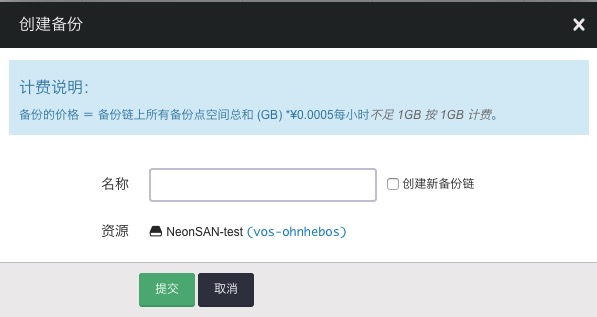 创建备份
计费说明：
备份的价格 ＝ 备份链上所有备份点空间总和 (GB) *¥0.0005每小时不足 1GB 按 1GB 计费。
名称 创建新备份链
资源 NeonSAN-test (vos-ohnhebos)
提交 取消